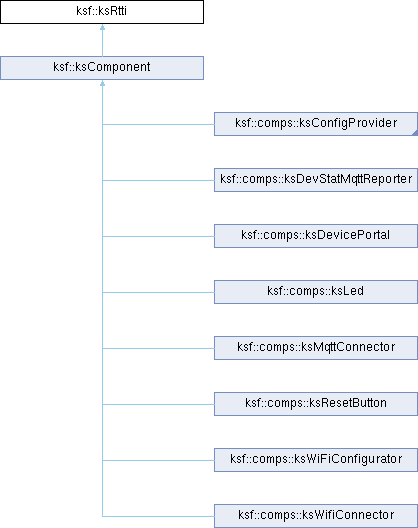 ksf::ksRtti
ksf::ksComponent
ksf::comps::ksConfigProvider
ksf::comps::ksDevStatMqttReporter
ksf::comps::ksDevicePortal
ksf::comps::ksLed
ksf::comps::ksMqttConnector
ksf::comps::ksResetButton
ksf::comps::ksWiFiConfigurator
ksf::comps::ksWifiConnector